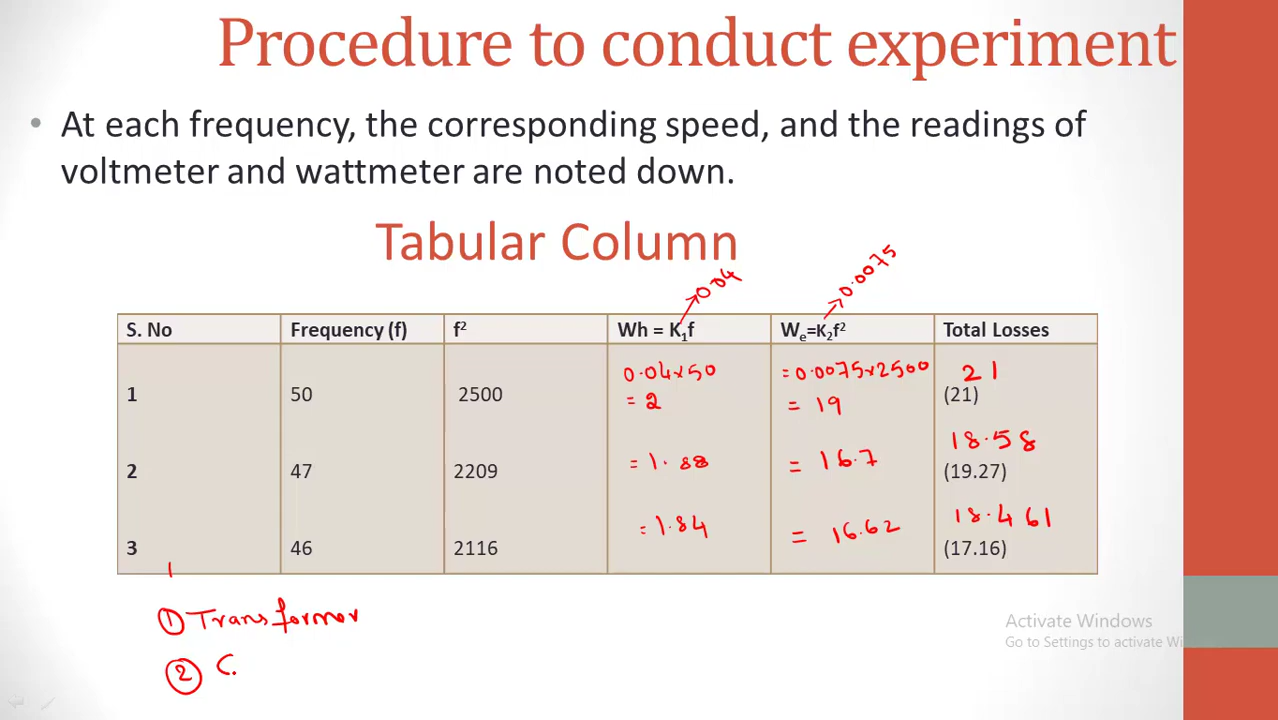 Procedure to conduct experiment
• At each frequency, the corresponding speed, and the readings of
voltmeter and wattmeter are noted down.
Tabular Column
→0.04 →0.0075
S. No Frequency (f) f² Wh = K₁f Wₑ=K₂f² Total Losses
0.04×50 =0.0075×2500 21
1 50 2500 = 2 = 19 (21)
18.58
2 47 2209 =1.88 = 16.7 (19.27)
18.461
=1.84 = 16.62
3 46 2116 (17.16)
① Transformer
② C.
Activate Windows
Go to Settings to activate Wi